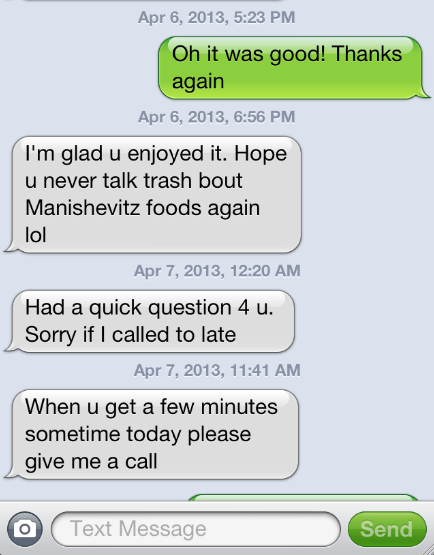 Apr 6, 2013, 5:23 PM
Oh it was good! Thanks
again
Apr 6, 2013, 6:56 PM
I'm glad u enjoyed it. Hope
u never talk trash bout
Manishevitz foods again
lol
Apr 7, 2013, 12:20 AM
Had a quick question 4 u.
Sorry if I called to late
Apr 7, 2013, 11:41 AM
When u get a few minutes
sometime today please
give me a call
Text Message
Send